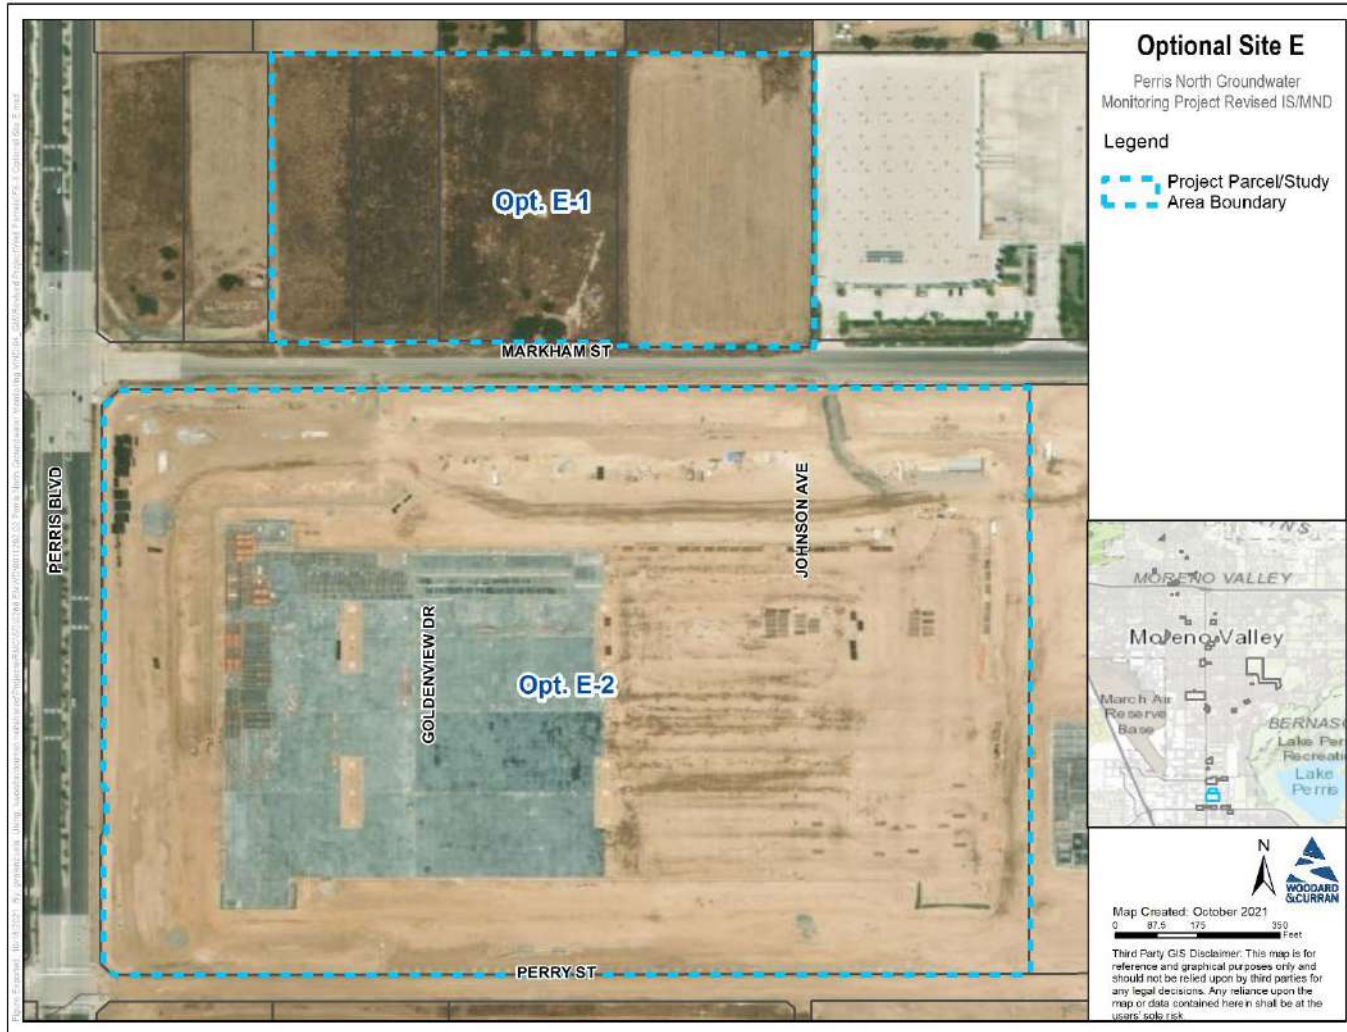 Optional Site E
Perris North Groundwater
Monitoring Project Revised IS/MND
Legend
Project Parcel/Study
Area Boundary
Opt. E-1
MARKHAM ST
PERRIS BLVD
JOHNSON AVE
GOLDENVIEW DR
Opt. E-2
PERRY ST
MORENO VALLEY
Moreno Valley
March Air
Reserve
Base
Lake
Recreati
Lake
Perris
N
WOODARD
&CURRAN
Map Created: October 2021
0 87.5 175 350
Feet
Third Party GIS Disclaimer: This map is for
reference and graphical purposes only and
should not be relied upon by third parties for
any legal decisions. Any reliance upon the
map or data contained herein shall be at the
users' sole risk.